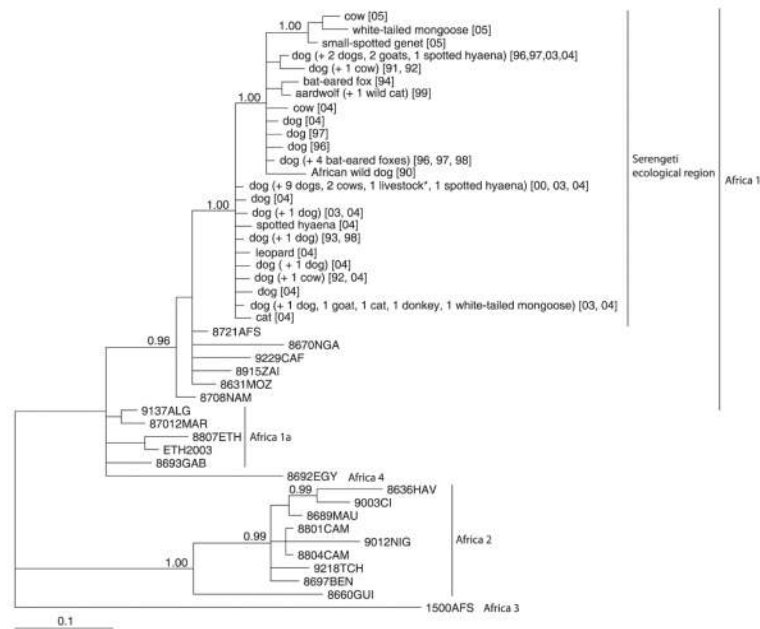 cow [05]
1.00
white-tailed mongoose [05]
small-spotted genet [05]
dog (+ 2 dogs, 2 goats, 1 spotted hyaena) [96,97,03,04]
dog (+ 1 cow) [91, 92]
bat-eared fox [94]
aardwolf (+ 1 wild cat) [99]
1.00
cow [04]
dog [04]
dog [97]
dog [96]
dog (+ 4 bat-eared foxes) [96, 97, 98]
Serengeti
ecological region
African wild dog [90]
Africa 1
dog (+ 9 dogs, 2 cows, 1 livestock*, 1 spotted hyaena) [00, 03, 04]
dog [04]
1.00
dog (+ 1 dog) [03, 04]
spotted hyaena [04]
dog (+ 1 dog) [93, 98]
leopard [04]
dog ( + 1 dog) [04]
dog (+ 1 cow) [92, 04]
dog [04]
dog (+ 1 dog, 1 goat, 1 cat, 1 donkey, 1 white-tailed mongoose) [03, 04]
cat [04]
8721AFS
0.96
8670NGA
9229CAF
8915ZAI
8631MOZ
8708NAM
9137ALG
87012MAR
8807ETH
Africa 1a
ETH2003
8693GAB
8692EGY Africa 4
0.99
8636HAV
9003CI
8689MAU
8801CAM
0.99
9012NIG
Africa 2
8804CAM
1.00
9218TCH
8697BEN
8660GUI
1500AFS Africa 3
0.1